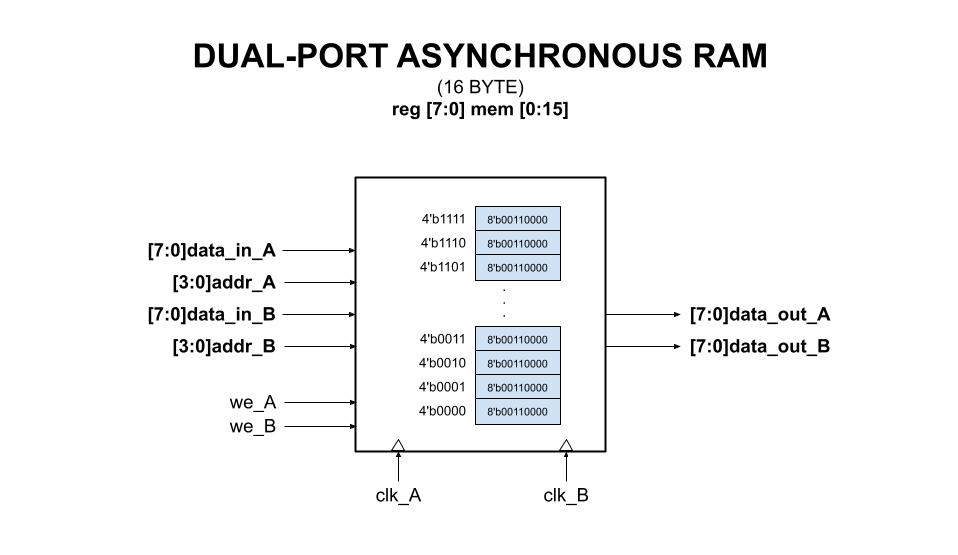 DUAL-PORT ASYNCHRONOUS RAM
(16 BYTE)
reg [7:0] mem [0:15]
4'b1111 8'b00110000
4'b1110 8'b00110000
4'b1101 8'b00110000
.
.
.
4'b0011 8'b00110000
4'b0010 8'b00110000
4'b0001 8'b00110000
4'b0000 8'b00110000
[7:0]data_in_A
[3:0]addr_A
[7:0]data_in_B
[3:0]addr_B
we_A
we_B
[7:0]data_out_A
[7:0]data_out_B
clk_A
clk_B